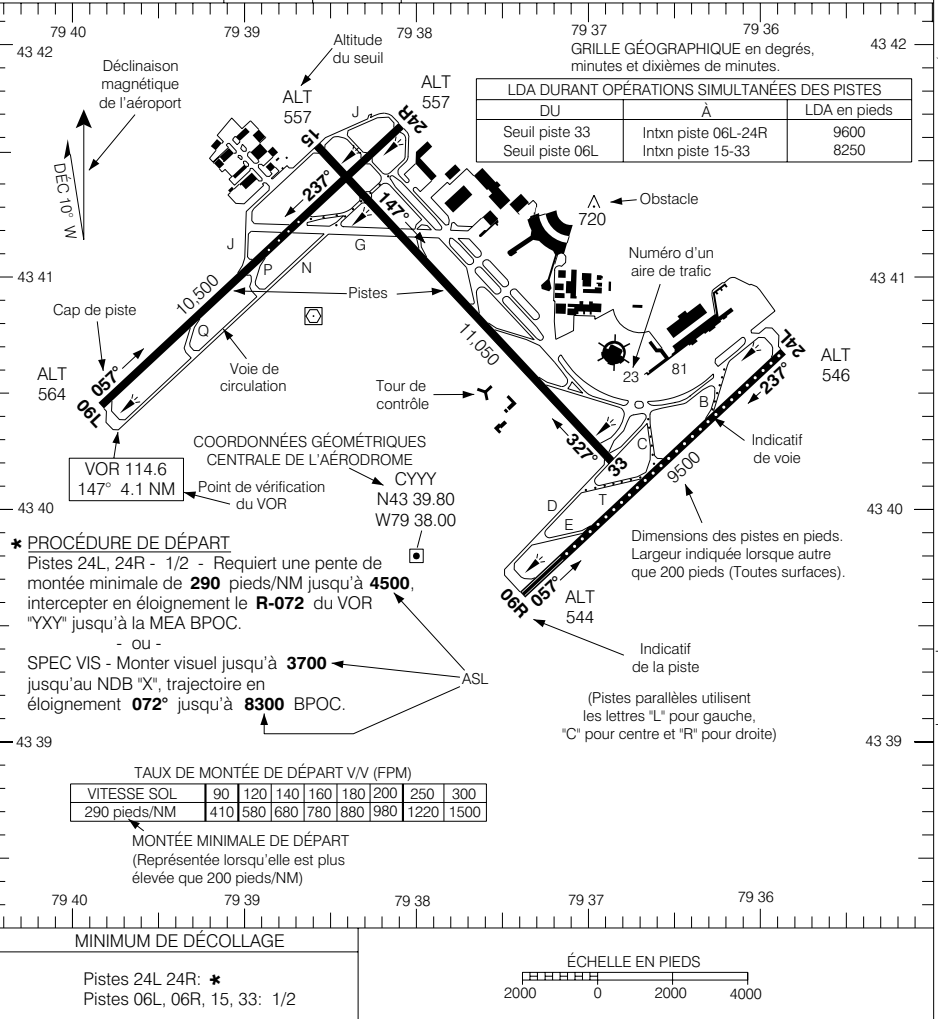 79 40
79 39
79 38
79 37
79 36
43 42
43 42
Altitude
du seuil
Déclinaison
magnétique
de l'aéroport
DÉC 10° W
GRILLE GÉOGRAPHIQUE en degrés,
minutes et dixièmes de minutes.
LDA DURANT OPÉRATIONS SIMULTANÉES DES PISTES
DU À LDA en pieds
Seuil piste 33 Intxn piste 06L-24R 9600
Seuil piste 06L Intxn piste 15-33 8250
ALT
557
ALT
557
J
15
24R
237°
147°
720
Obstacle
J
G
P
N
Q
Numéro d'un
aire de trafic
43 41
43 41
Cap de piste
10,500
Pistes
11,050
Voie de
circulation
ALT
564
057°
06L
Tour de
contrôle
23
81
24L
ALT
546
237°
B
C
327°
33
9500
Indicatif
de voie
VOR 114.6
147° 4.1 NM
Point de vérification
du VOR
COORDONNÉES GÉOMÉTRIQUES
CENTRALE DE L'AÉRODROME
CYYY
N43 39.80
W79 38.00
D
T
E
43 40
43 40
Dimensions des pistes en pieds.
Largeur indiquée lorsque autre
que 200 pieds (Toutes surfaces).
06R
057°
ALT
544
Indicatif
de la piste
(Pistes parallèles utilisent
les lettres "L" pour gauche,
"C" pour centre et "R" pour droite)
* PROCÉDURE DE DÉPART
Pistes 24L, 24R - 1/2 - Requiert une pente de
montée minimale de 290 pieds/NM jusqu'à 4500,
intercepter en éloignement le R-072 du VOR
"YXY" jusqu'à la MEA BPOC.
- ou -
SPEC VIS - Monter visuel jusqu'à 3700
jusqu'au NDB "X", trajectoire en
éloignement 072° jusqu'à 8300 BPOC.
ASL
43 39
43 39
TAUX DE MONTÉE DE DÉPART V/V (FPM)
VITESSE SOL 90 120 140 160 180 200 250 300
290 pieds/NM 410 580 680 780 880 980 1220 1500
MONTÉE MINIMALE DE DÉPART
(Représentée lorsqu'elle est plus
élevée que 200 pieds/NM)
79 40
79 39
79 38
79 37
79 36
MINIMUM DE DÉCOLLAGE
Pistes 24L 24R: *
Pistes 06L, 06R, 15, 33: 1/2
ÉCHELLE EN PIEDS
2000 0 2000 4000